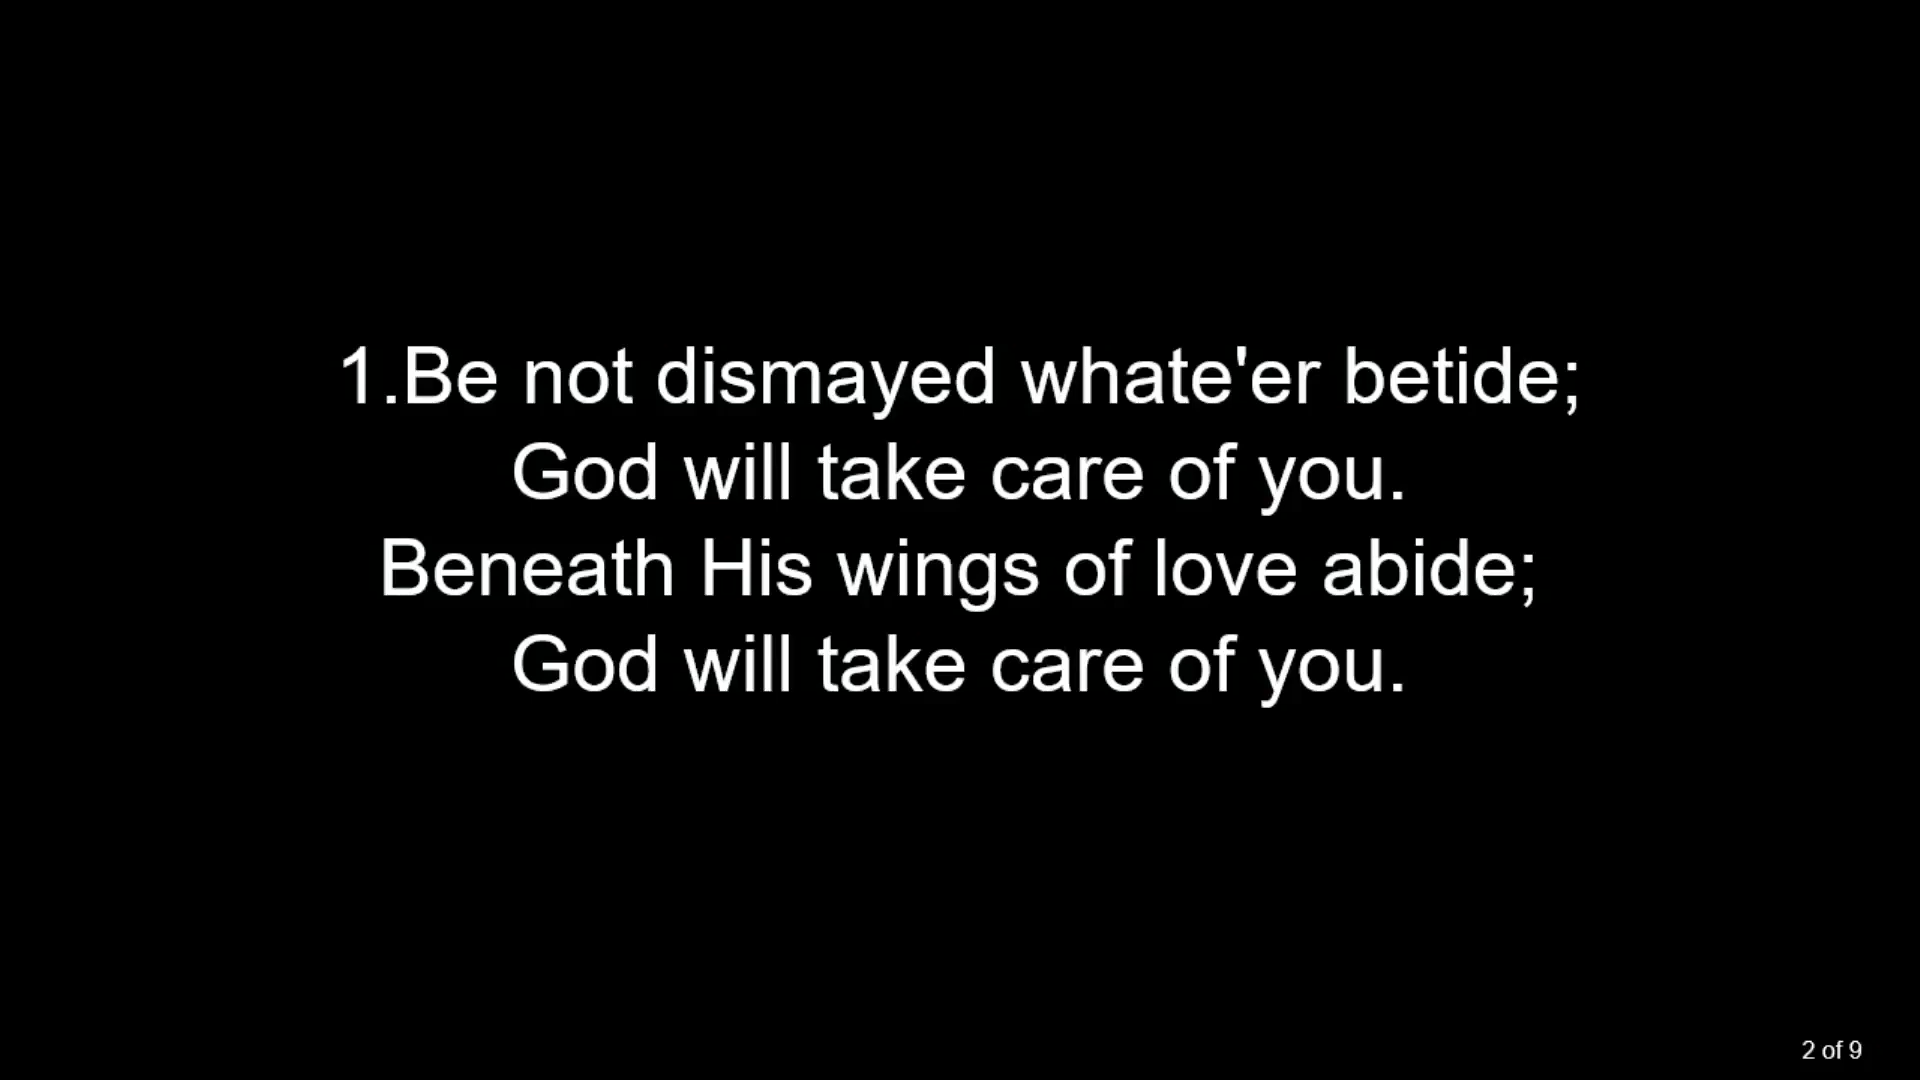 1.Be not dismayed whate'er betide;
God will take care of you.
Beneath His wings of love abide;
God will take care of you.
2 of 9